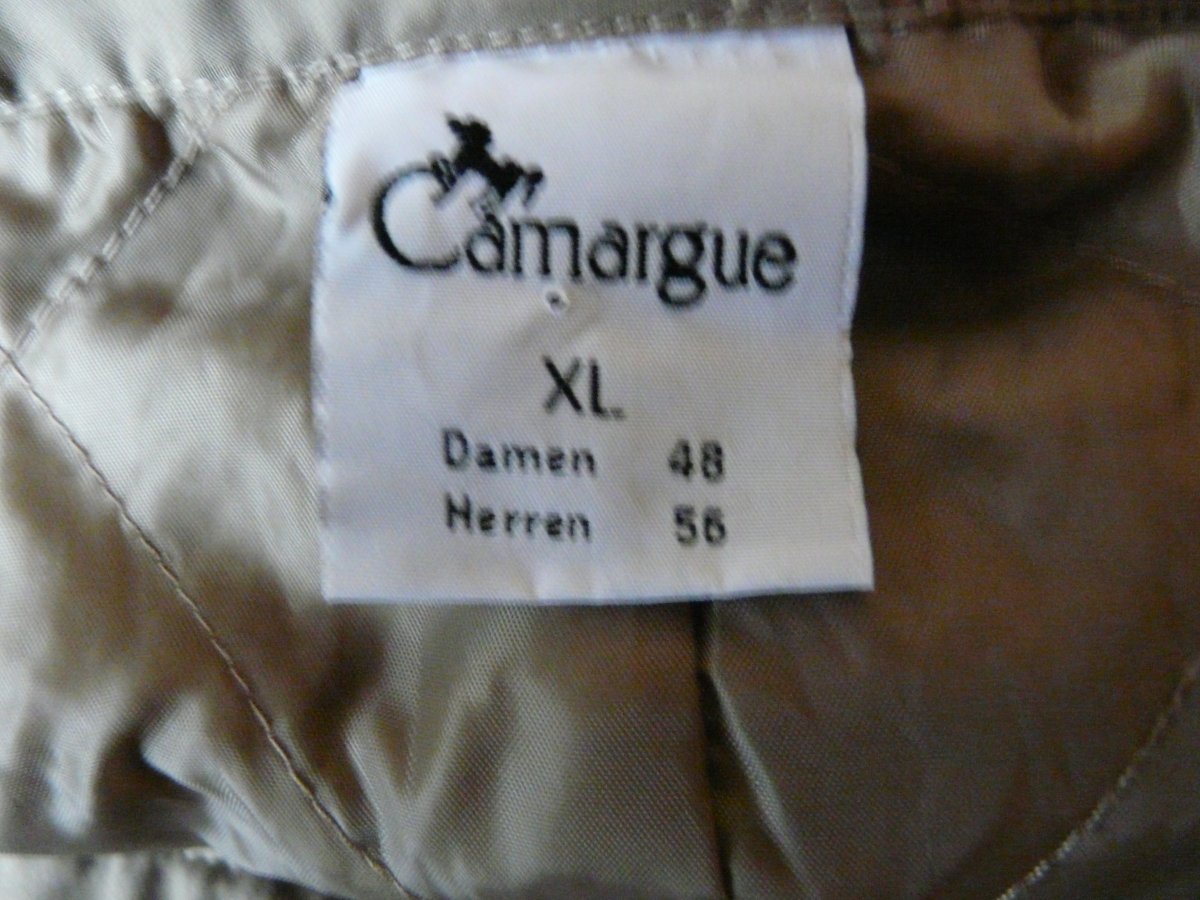 Camargue
XL
Damen 48
Herren 56